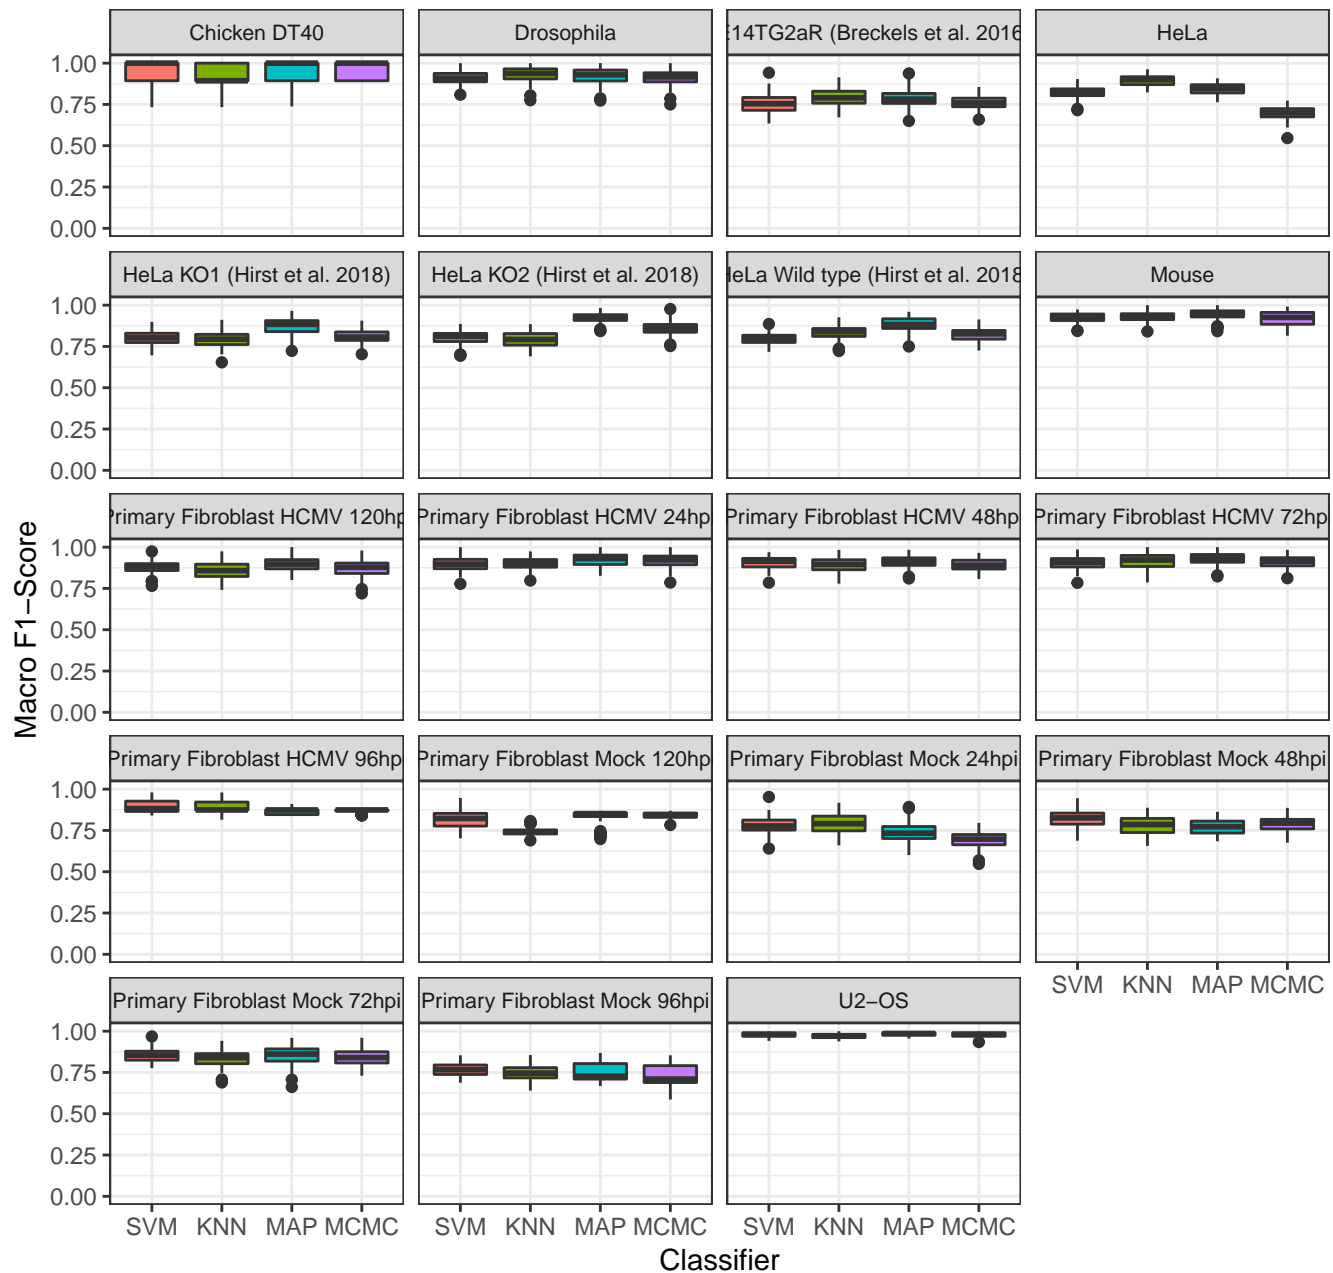 Chicken DT40
Drosophila
E14TG2aR (Breckels et al. 2016
HeLa
1.00
0.75
0.50
0.25
0.00
HeLa KO1 (Hirst et al. 2018)
HeLa KO2 (Hirst et al. 2018)
HeLa Wild type (Hirst et al. 2018
Mouse
1.00
0.75
0.50
0.25
0.00
Primary Fibroblast HCMV 120hp
Primary Fibroblast HCMV 24hp
Primary Fibroblast HCMV 48hp
Primary Fibroblast HCMV 72hp
1.00
0.75
0.50
0.25
0.00
Macro F1−Score
Primary Fibroblast HCMV 96hp
Primary Fibroblast Mock 120hp
Primary Fibroblast Mock 24hpi
Primary Fibroblast Mock 48hpi
1.00
0.75
0.50
0.25
0.00
SVM KNN MAP MCMC
Primary Fibroblast Mock 72hpi
Primary Fibroblast Mock 96hpi
U2−OS
1.00
0.75
0.50
0.25
0.00
SVM KNN MAP MCMC
SVM KNN MAP MCMC
SVM KNN MAP MCMC
Classifier